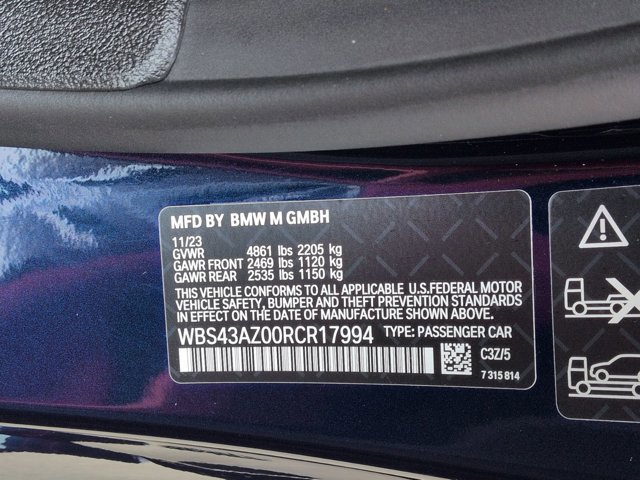 MFD BY BMW M GMBH
11/23
GVWR 4861 lbs 2205 kg
GAWR FRONT 2469 lbs 1120 kg
GAWR REAR 2535 lbs 1150 kg
THIS VEHICLE CONFORMS TO ALL APPLICABLE U.S.FEDERAL MOTOR
VEHICLE SAFETY, BUMPER AND THEFT PREVENTION STANDARDS
IN EFFECT ON THE DATE OF MANUFACTURE SHOWN ABOVE.
WBS43AZ00RCR17994 TYPE: PASSENGER CAR
C3Z/5
7 315 814